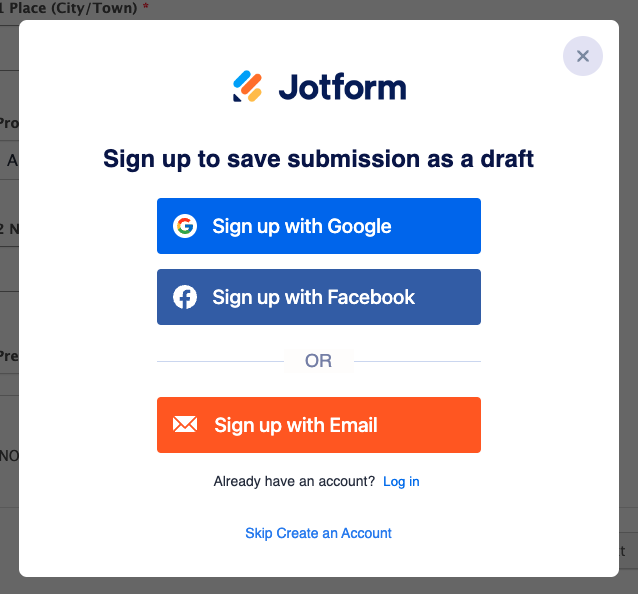 1 Place (City/Town) *
Jotform
Sign up to save submission as a draft
Pro
A
Sign up with Google
2 N
Sign up with Facebook
Pre
OR
Sign up with Email
NO
Already have an account? Log in
Skip Create an Account
t